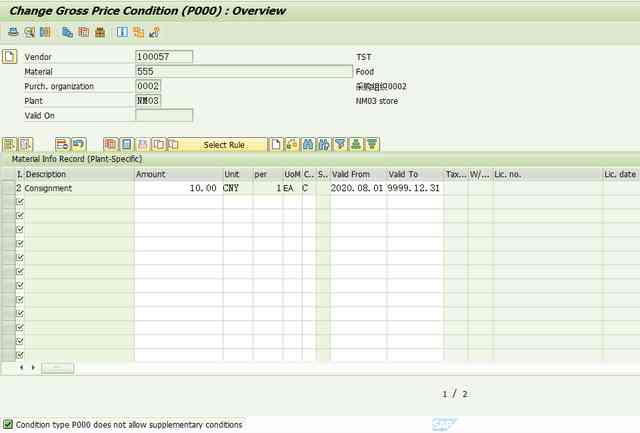 Change Gross Price Condition (P000) : Overview
Vendor 100057 TST
Material 555 Food
Purch. organization 0002 采购组织0002
Plant NM03 NM03 store
Valid On
Select Rule
Material Info Record (Plant-Specific)
I. Description Amount Unit per UoM C.. S.. Valid From Valid To Tax... W/... Lic. no. Lic. date
2 Consignment 10.00 CNY 1 EA C 2020.08.01 9999.12.31
1 / 2
Condition type P000 does not allow supplementary conditions
SAP